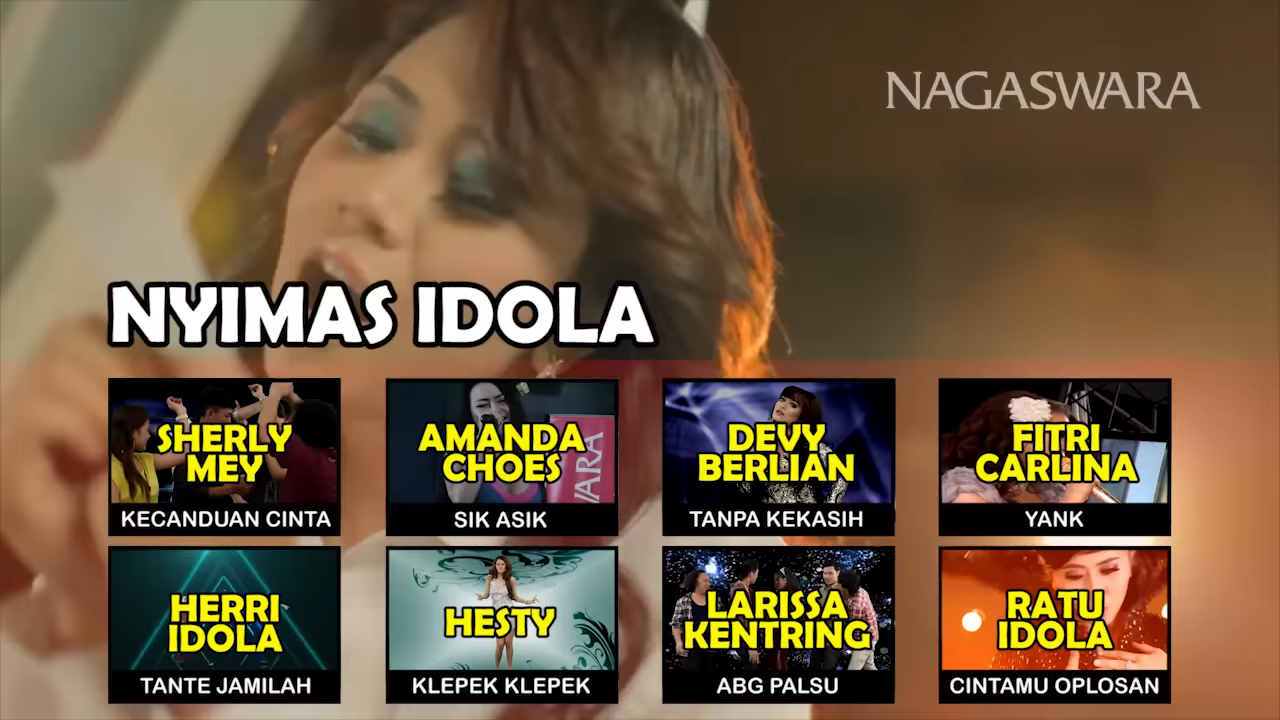 NAGASWARA
NYIMAS IDOLA
SHERLY
MEY
KECANDUAN CINTA
AMANDA
CHOES
WARA
SIK ASIK
DEVY
BERLIAN
TANPA KEKASIH
FITRI
CARLINA
YANK
HERRI
IDOLA
TANTE JAMILAH
HESTY
KLEPEK KLEPEK
LARISSA
KENTRING
ABG PALSU
RATU
IDOLA
CINTAMU OPLOSAN